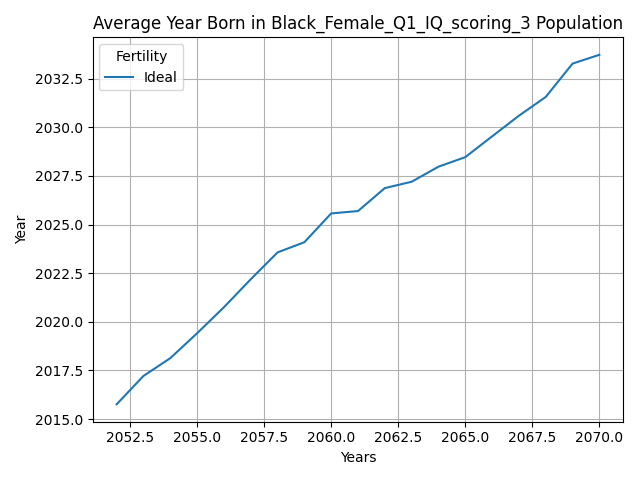 Average Year Born in Black_Female_Q1_IQ_scoring_3 Population
Fertility
Ideal
2032.5
2030.0
2027.5
2025.0
2022.5
2020.0
2017.5
2015.0
Year
2052.5 2055.0 2057.5 2060.0 2062.5 2065.0 2067.5 2070.0
Years